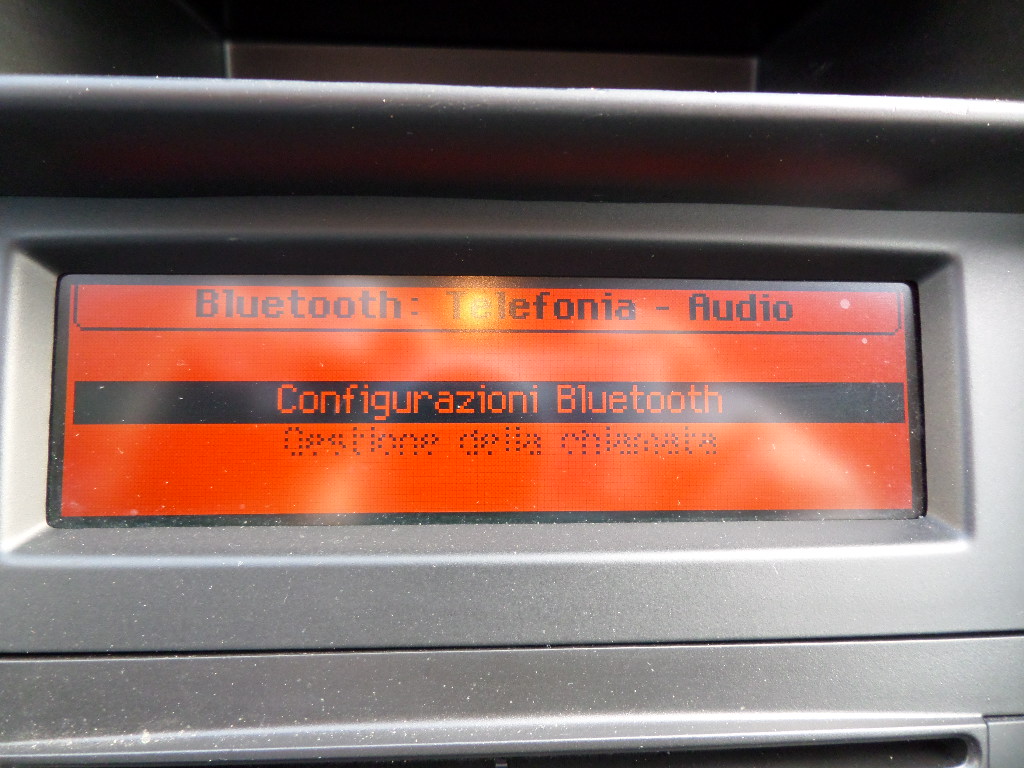 Bluetooth: Telefonia - Audio
Configurazioni Bluetooth
Gestione della chiamata